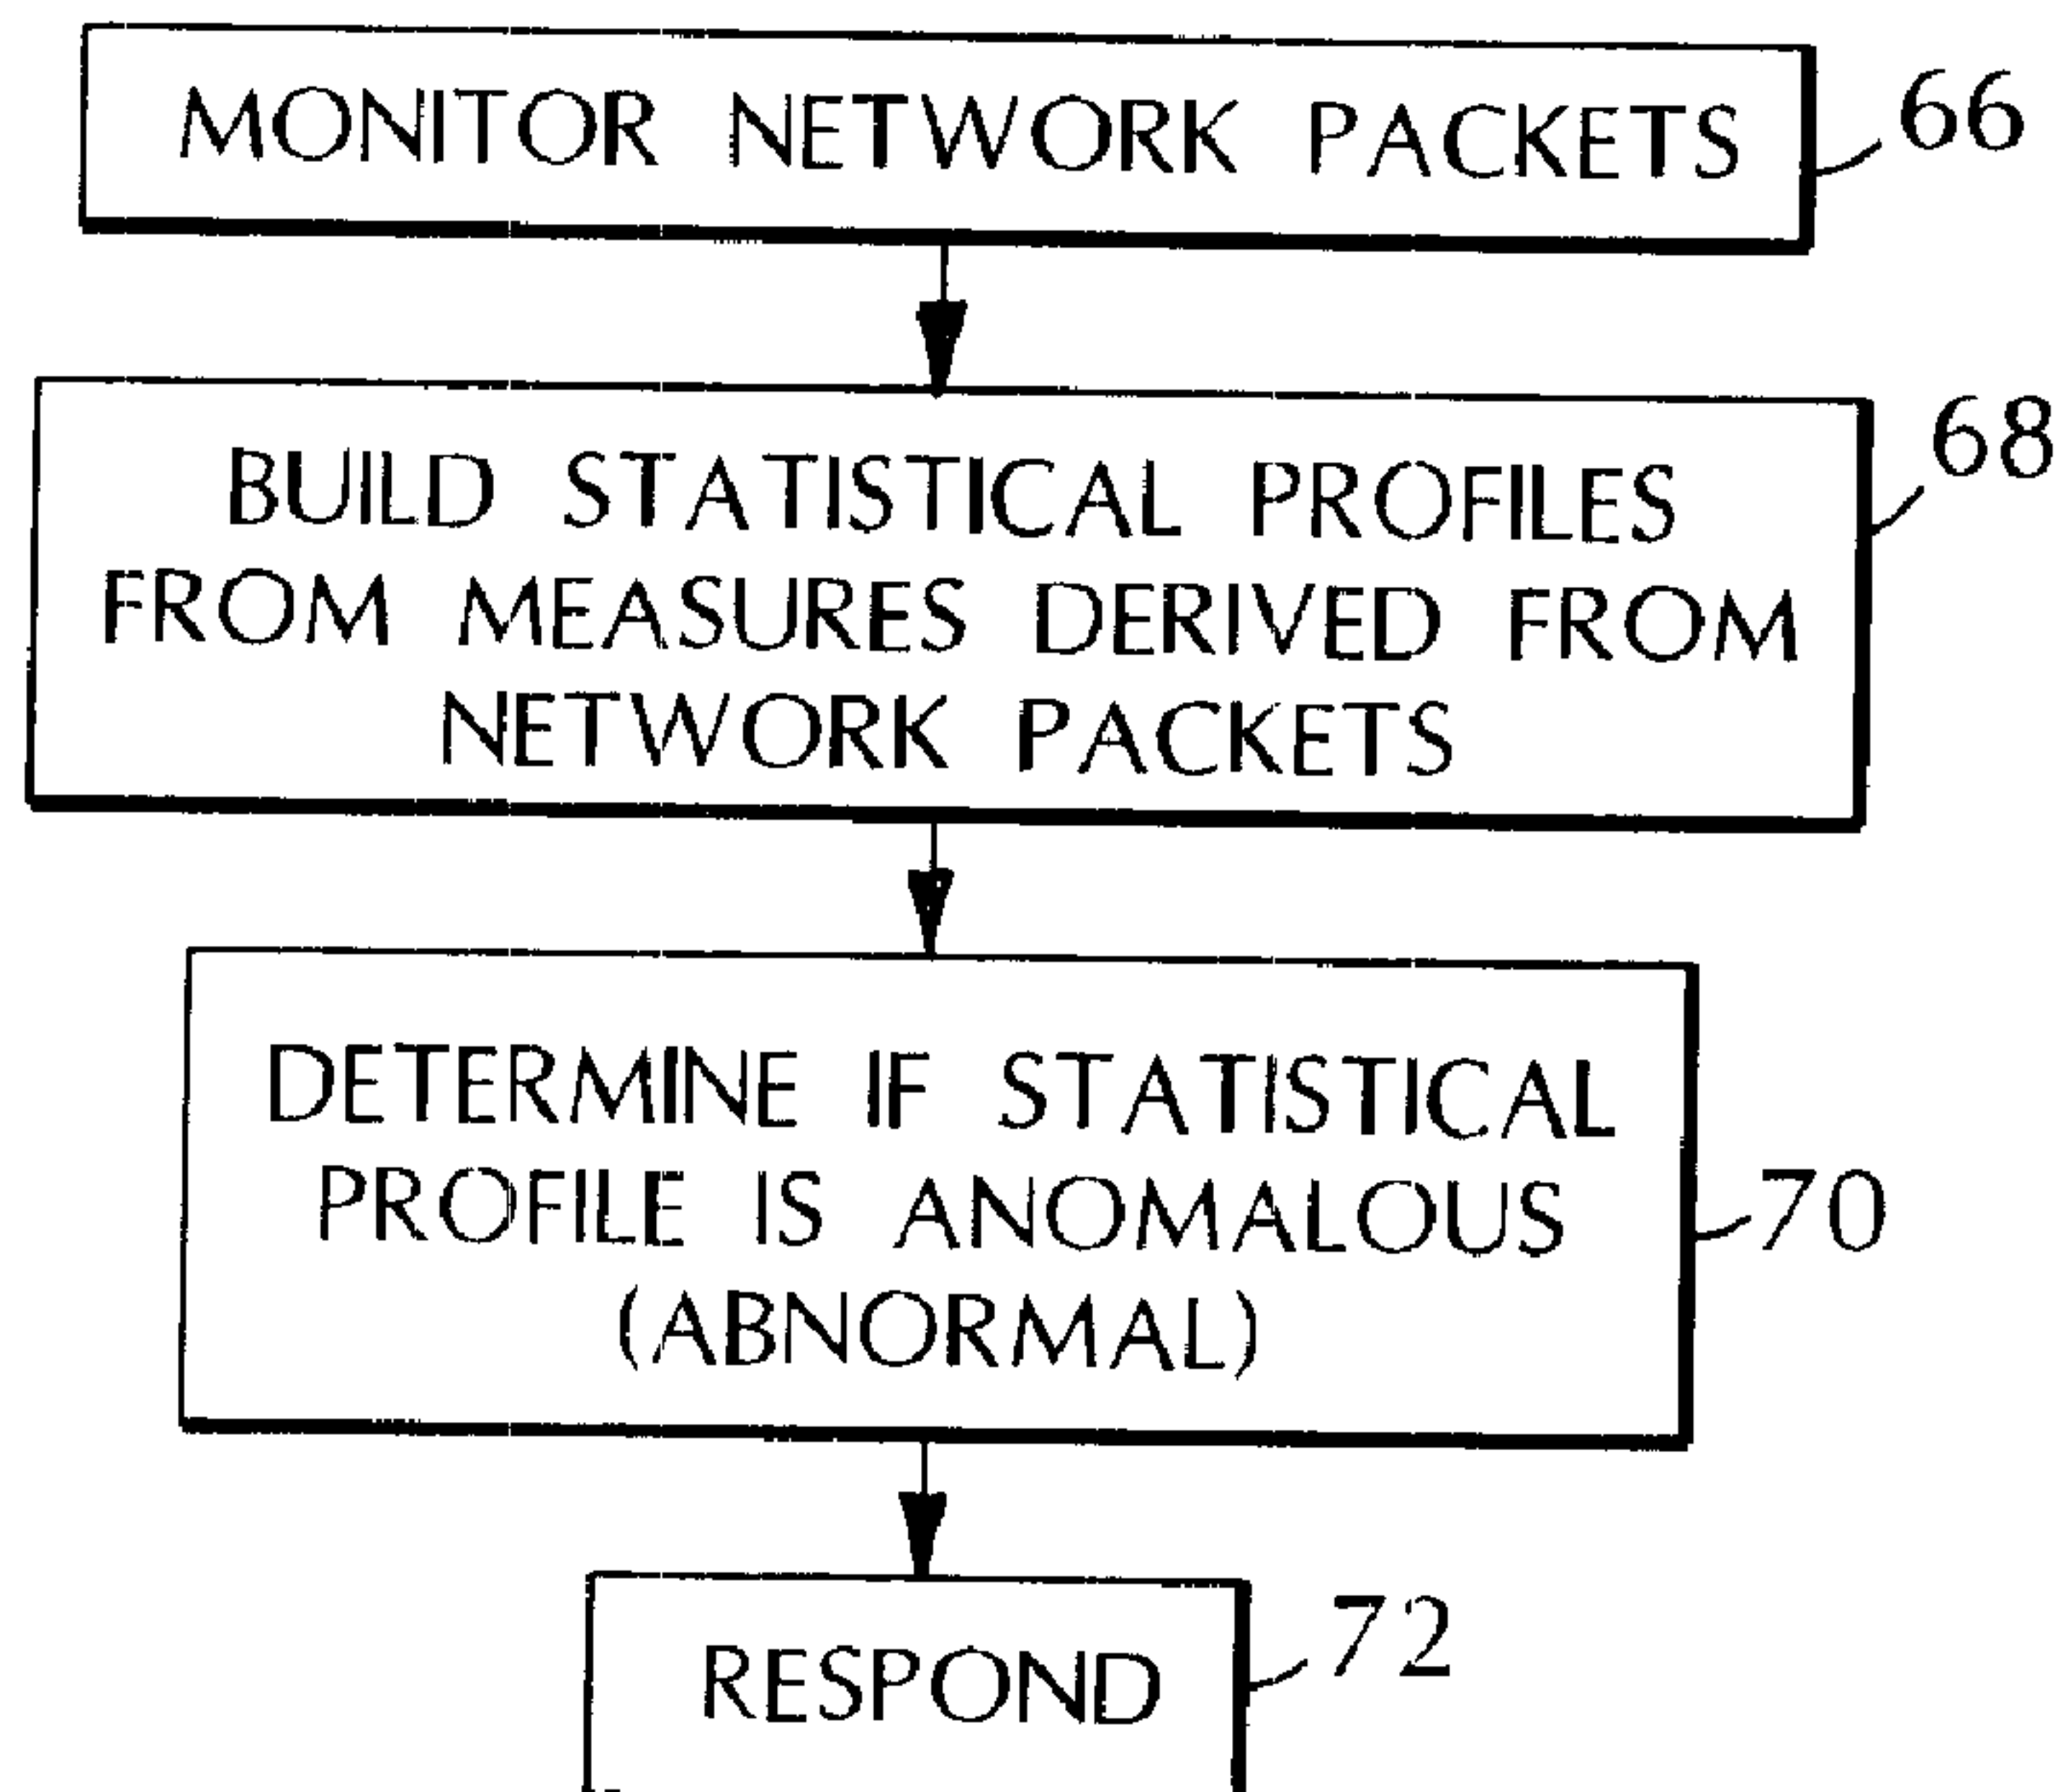 MONITOR NETWORK PACKETS
66
BUILD STATISTICAL PROFILES
FROM MEASURES DERIVED FROM
NETWORK PACKETS
68
DETERMINE IF STATISTICAL
PROFILE IS ANOMALOUS
(ABNORMAL)
70
RESPOND
72